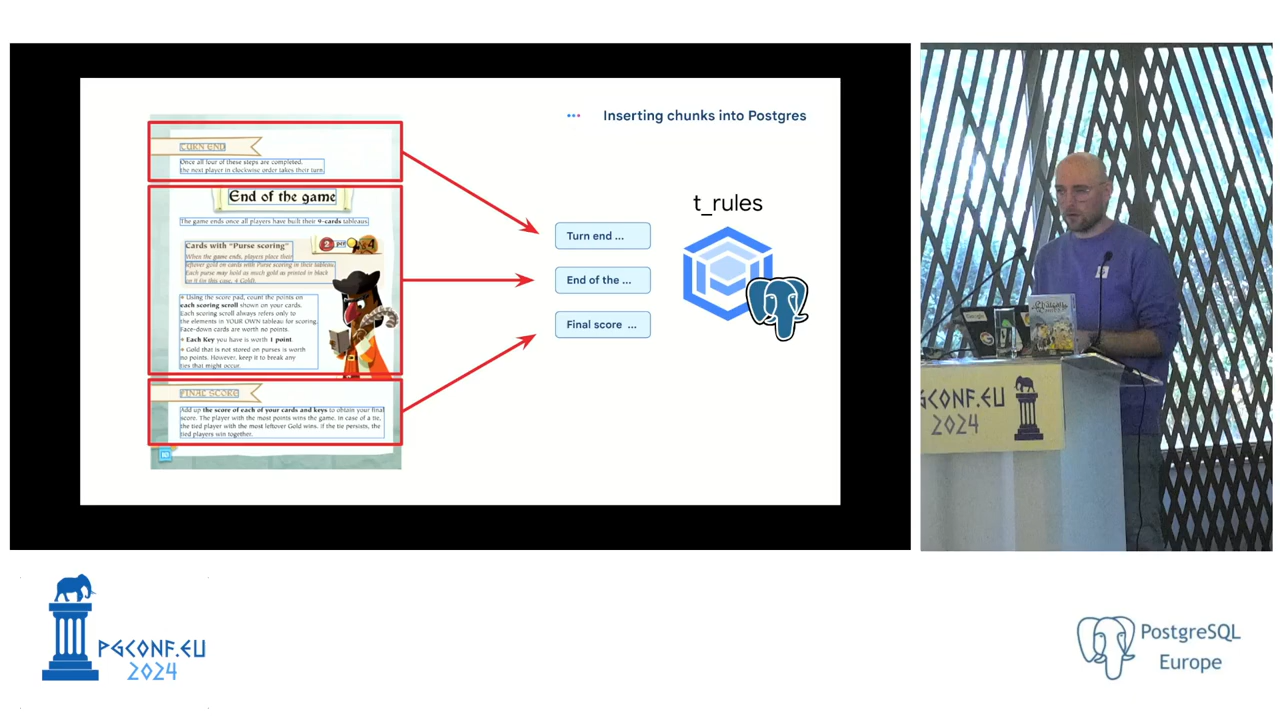 Inserting chunks into Postgres
TURN END
Once all four of these steps are completed,
the next player in clockwise order takes their turn.
End of the game
The game ends once all players have built their 9-cards tableaus.
Cards with "Purse scoring"
2 per 4
When the game ends, players place their
leftover gold on cards with Purse scoring in their tableau.
Each purse may hold as much gold as printed in black
on it (in this case, 4 Gold).
• Using the score pad, count the points on
each scoring scroll shown on your cards.
Each scoring scroll always refers only to
the elements in YOUR OWN tableau for scoring.
Face-down cards are worth no points.
• Each Key you have is worth 1 point
• Gold that is not stored on purses is worth
no points. However, keep it to break any
ties that might occur.
FINAL SCORE
Add up the score of each of your cards and keys to obtain your final
score. The player with the most points wins the game. In case of a tie,
the tied player with the most leftover Gold wins. If the tie persists, the
tied players win together.
10
Turn end ...
End of the ...
Final score ...
t_rules
GCONF.EU
2024
PGCONF.EU
2024
PostgreSQL
Europe